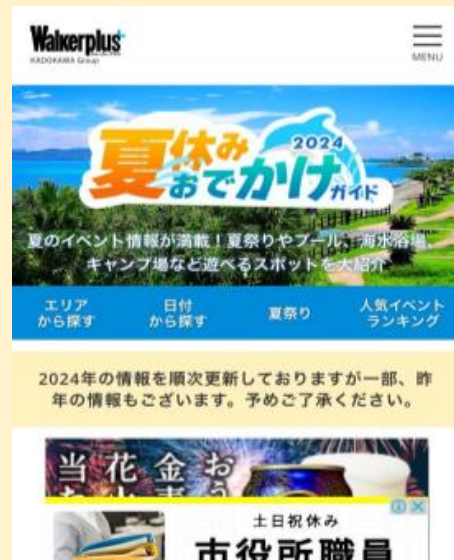 Walkerplus
KADOKAWA Group
MENU
2024
夏休み
おでかけ
ガイド
夏のイベント情報が満載！夏祭りやプール、海水浴場、
キャンプ場など遊べるスポットを大紹介
エリア
から探す
日付
から探す
夏祭り
人気イベント
ランキング
2024年の情報を順次更新しておりますが一部、昨
年の情報もございます。予めご了承ください。
当 花 金 お
土日祝休み
市役所職員